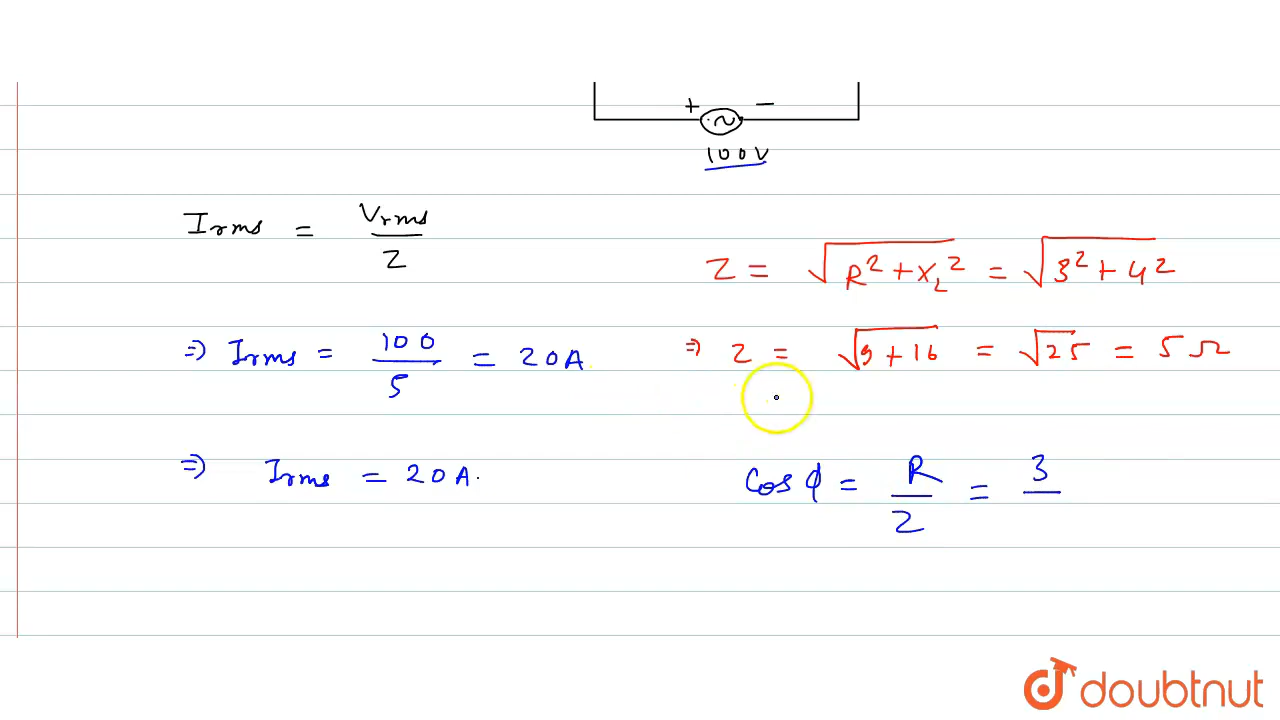 + −
100V
Irms = Vrms / Z
Z = √(R² + X_L²) = √(3² + 4²)
⇒ Irms = 100 / 5 = 20A.
⇒ Z = √(9 + 16) = √25 = 5 Ω
⇒ Irms = 20A.
Cos ϕ = R / Z = 3 /
doubtnut